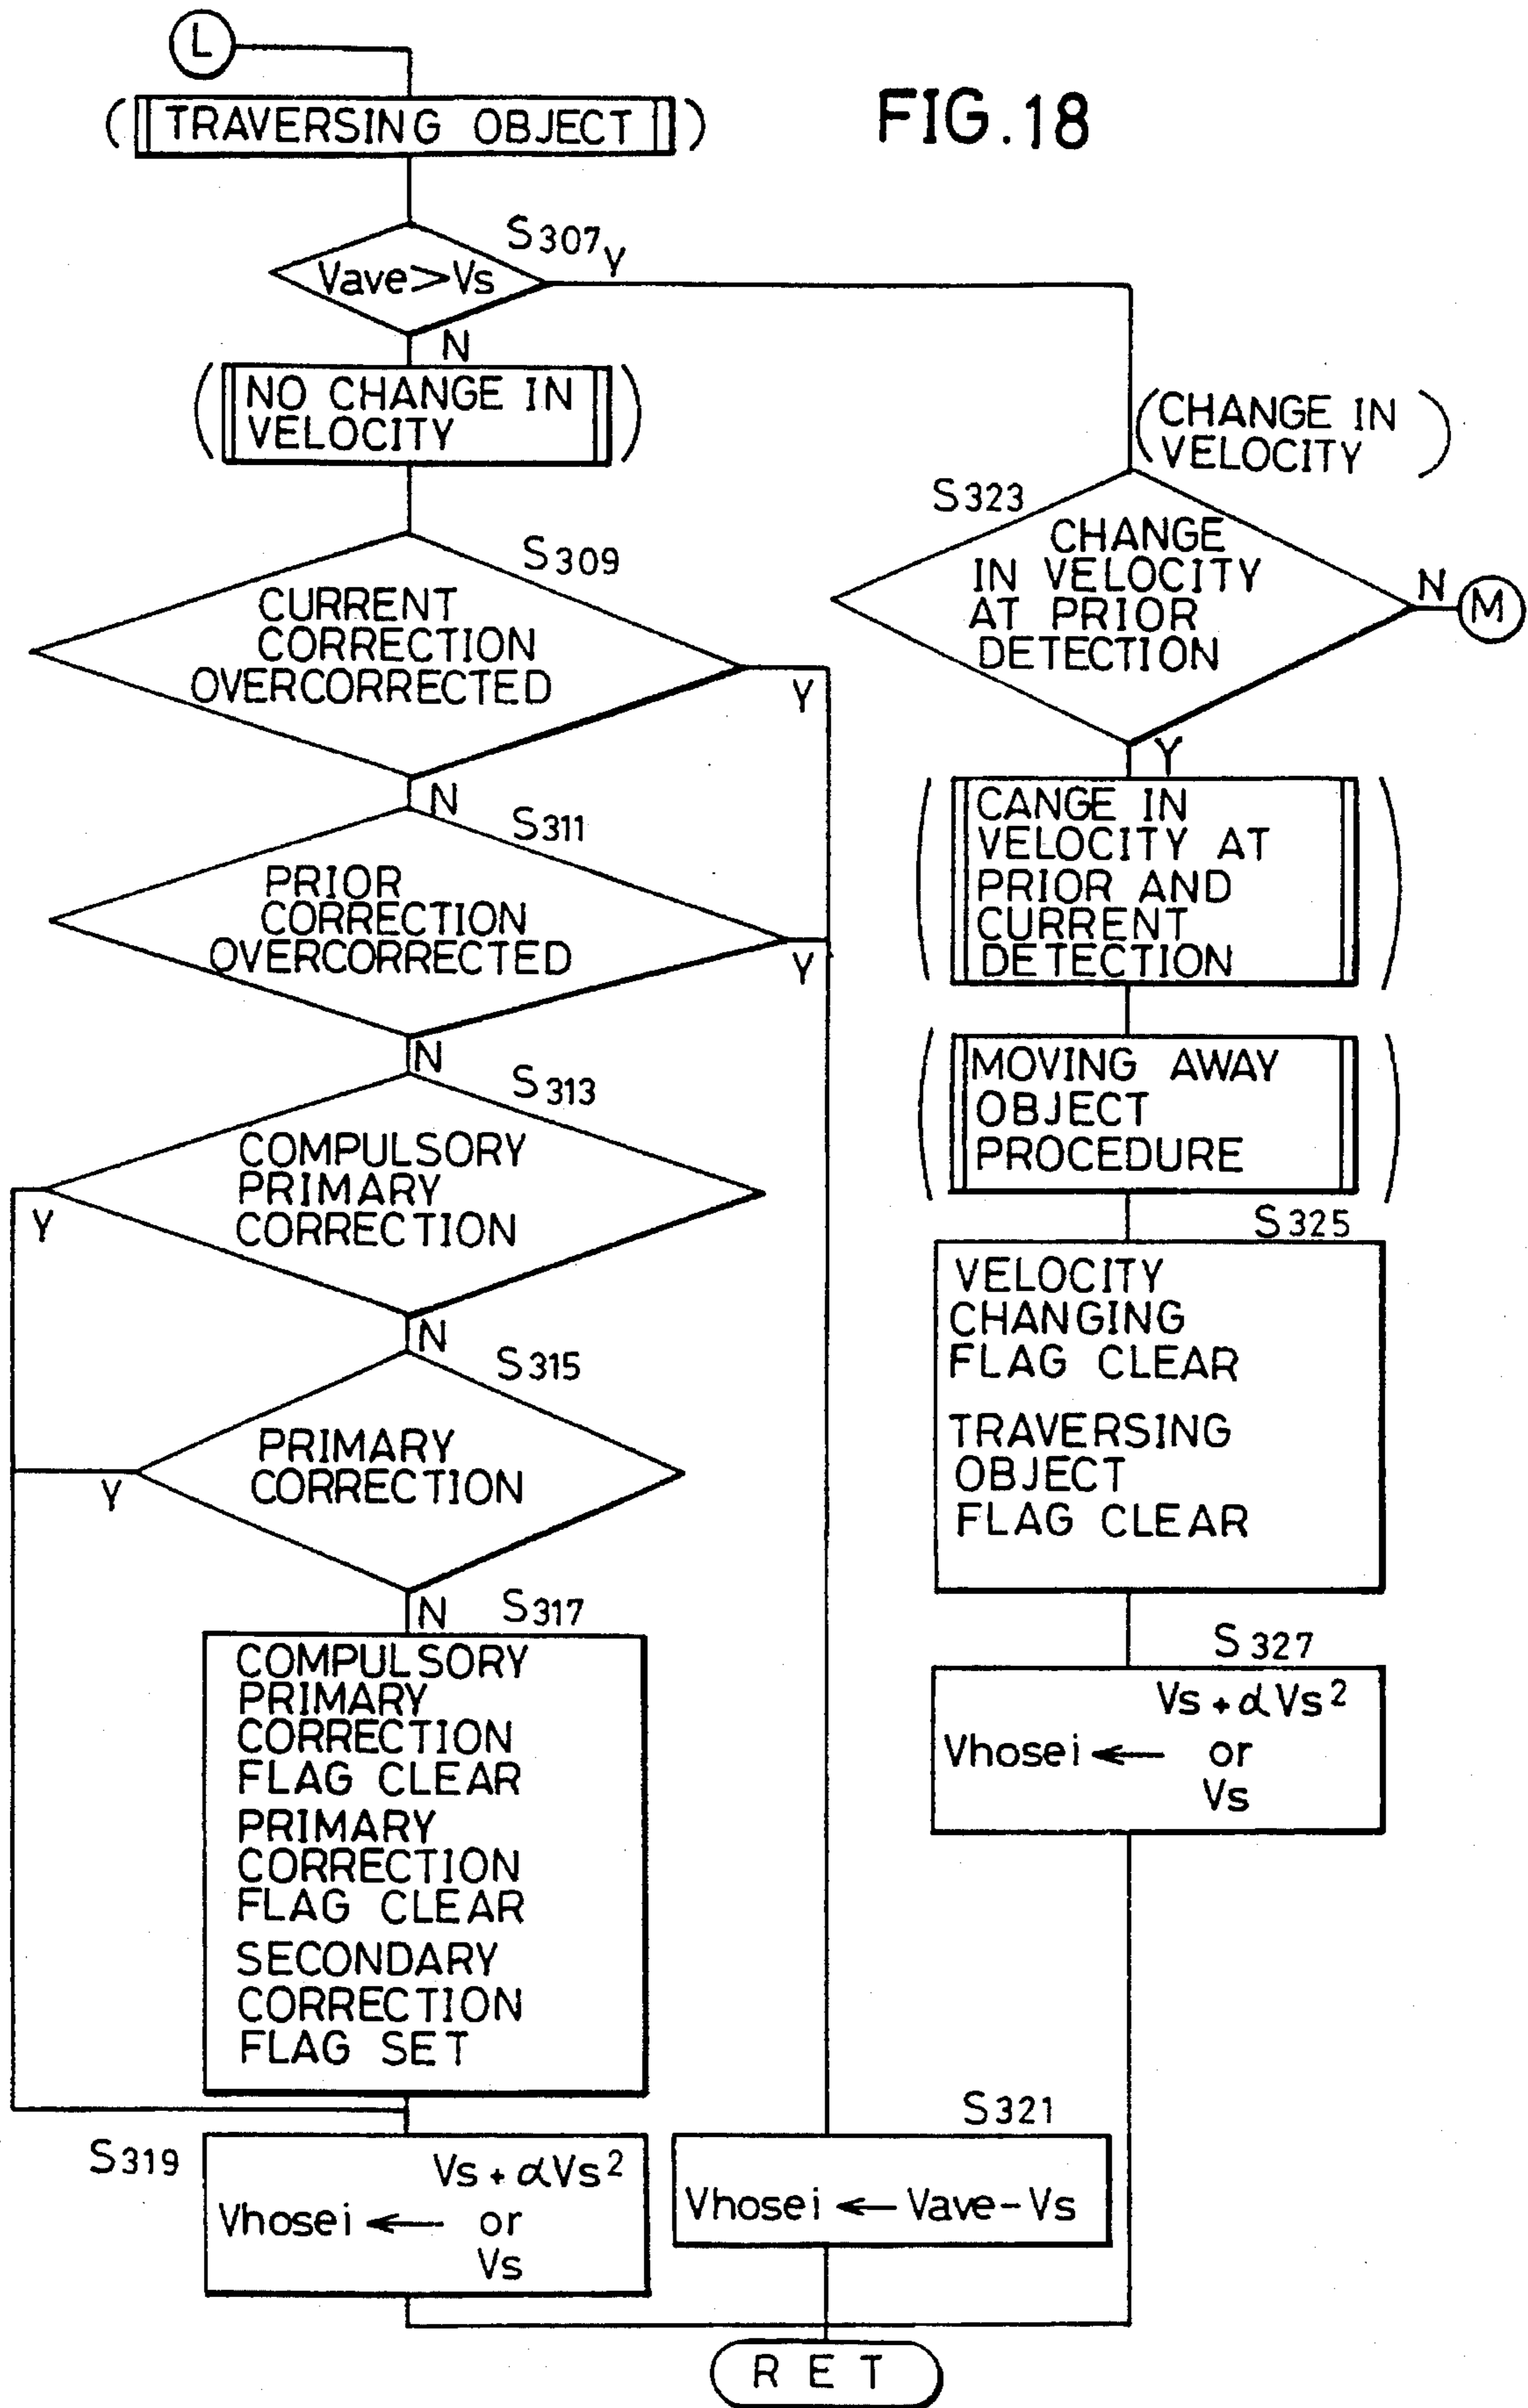 L
( TRAVERSING OBJECT )
FIG.18
S307
Vave>Vs
Y
N
( NO CHANGE IN
VELOCITY )
S309
CURRENT
CORRECTION
OVERCORRECTED
Y
N
S311
PRIOR
CORRECTION
OVERCORRECTED
Y
N
S313
COMPULSORY
PRIMARY
CORRECTION
Y
N
S315
PRIMARY
CORRECTION
Y
N
S317
COMPULSORY
PRIMARY
CORRECTION
FLAG CLEAR
PRIMARY
CORRECTION
FLAG CLEAR
SECONDARY
CORRECTION
FLAG SET
S319
Vs + αVs²
Vhosei ← or
Vs
S321
Vhosei ← Vave-Vs
(CHANGE IN
VELOCITY )
S323
CHANGE
IN VELOCITY
AT PRIOR
DETECTION
N
M
Y
( CANGE IN
VELOCITY AT
PRIOR AND
CURRENT
DETECTION )
( MOVING AWAY
OBJECT
PROCEDURE )
S325
VELOCITY
CHANGING
FLAG CLEAR
TRAVERSING
OBJECT
FLAG CLEAR
S327
Vs + αVs²
Vhosei ← or
Vs
RET